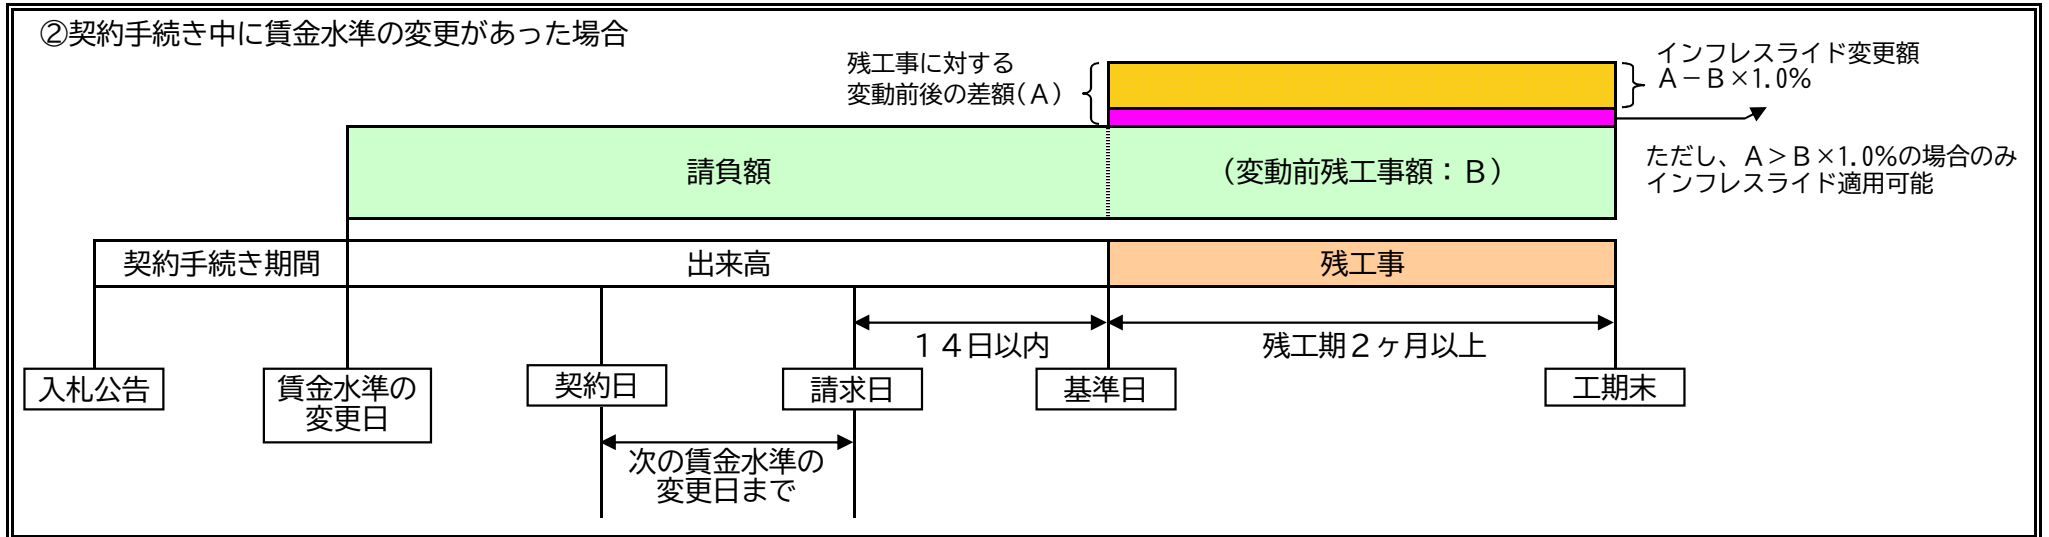 ②契約手続き中に賃金水準の変更があった場合
残工事に対する
変動前後の差額(A)
インフレスライド変更額
A－B×1.0%
請負額
(変動前残工事額：B)
ただし、A＞B×1.0%の場合のみ
インフレスライド適用可能
契約手続き期間
出来高
残工事
14日以内
残工期2ヶ月以上
入札公告
賃金水準の
変更日
契約日
請求日
基準日
工期末
次の賃金水準の
変更日まで